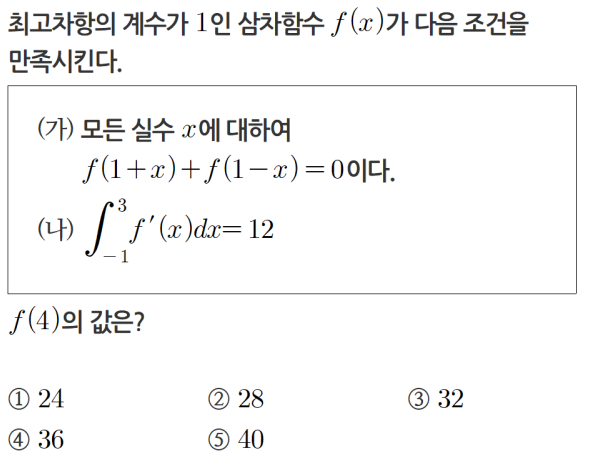 최고차항의 계수가 1인 삼차함수 f(x)가 다음 조건을
만족시킨다.
(가) 모든 실수 x에 대하여
f(1+x)+f(1−x)=0이다.
(나) ∫_{−1}^{3} f′(x)dx=12
f(4)의 값은?
① 24 ② 28 ③ 32
④ 36 ⑤ 40